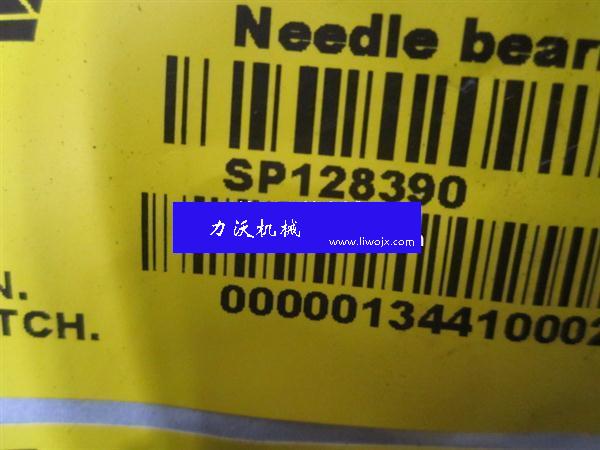 Needle bear
SP128390
力沃机械
www.liwojx.com
00000134410002
N.
TCH.